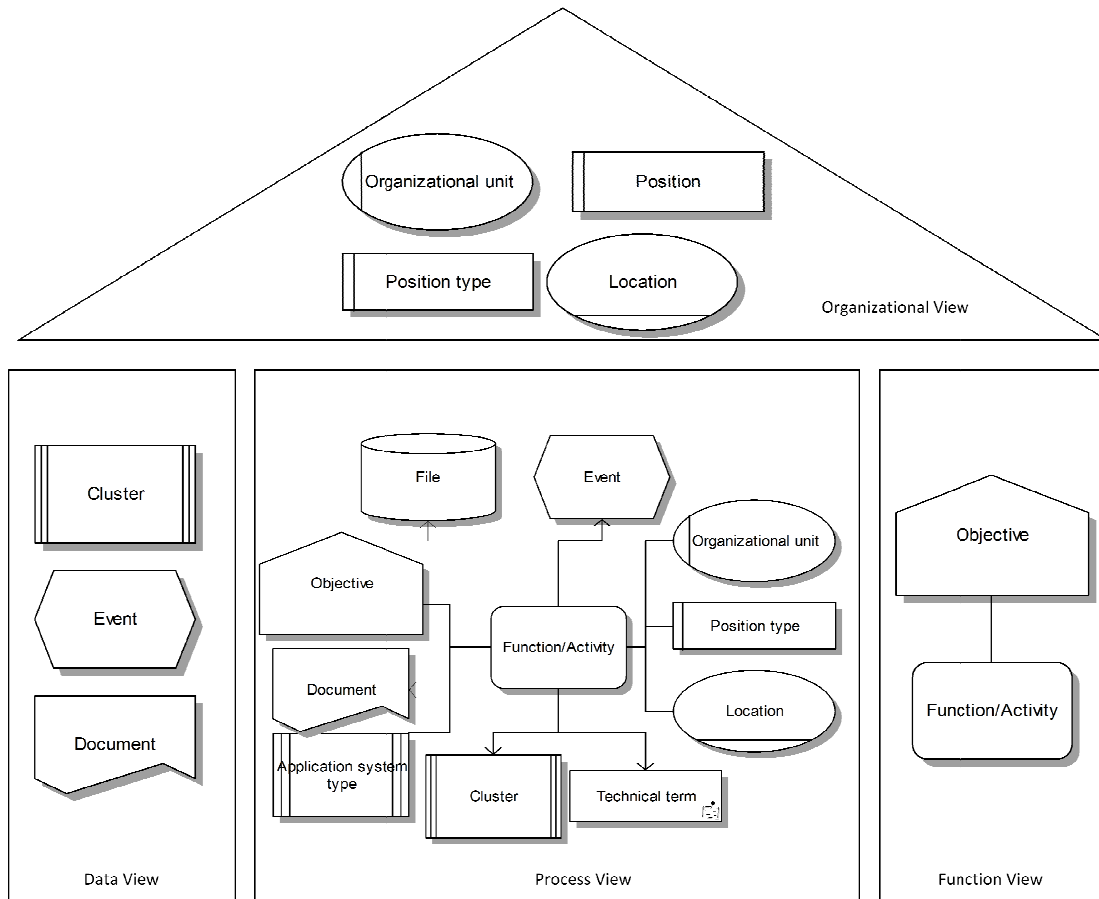 Organizational unit
Position
Position type
Location
Organizational View
Cluster
Event
Document
Data View
File
Event
Objective
Organizational unit
Function/Activity
Position type
Document
Location
Application system
type
Cluster
Technical term
Process View
Objective
Function/Activity
Function View